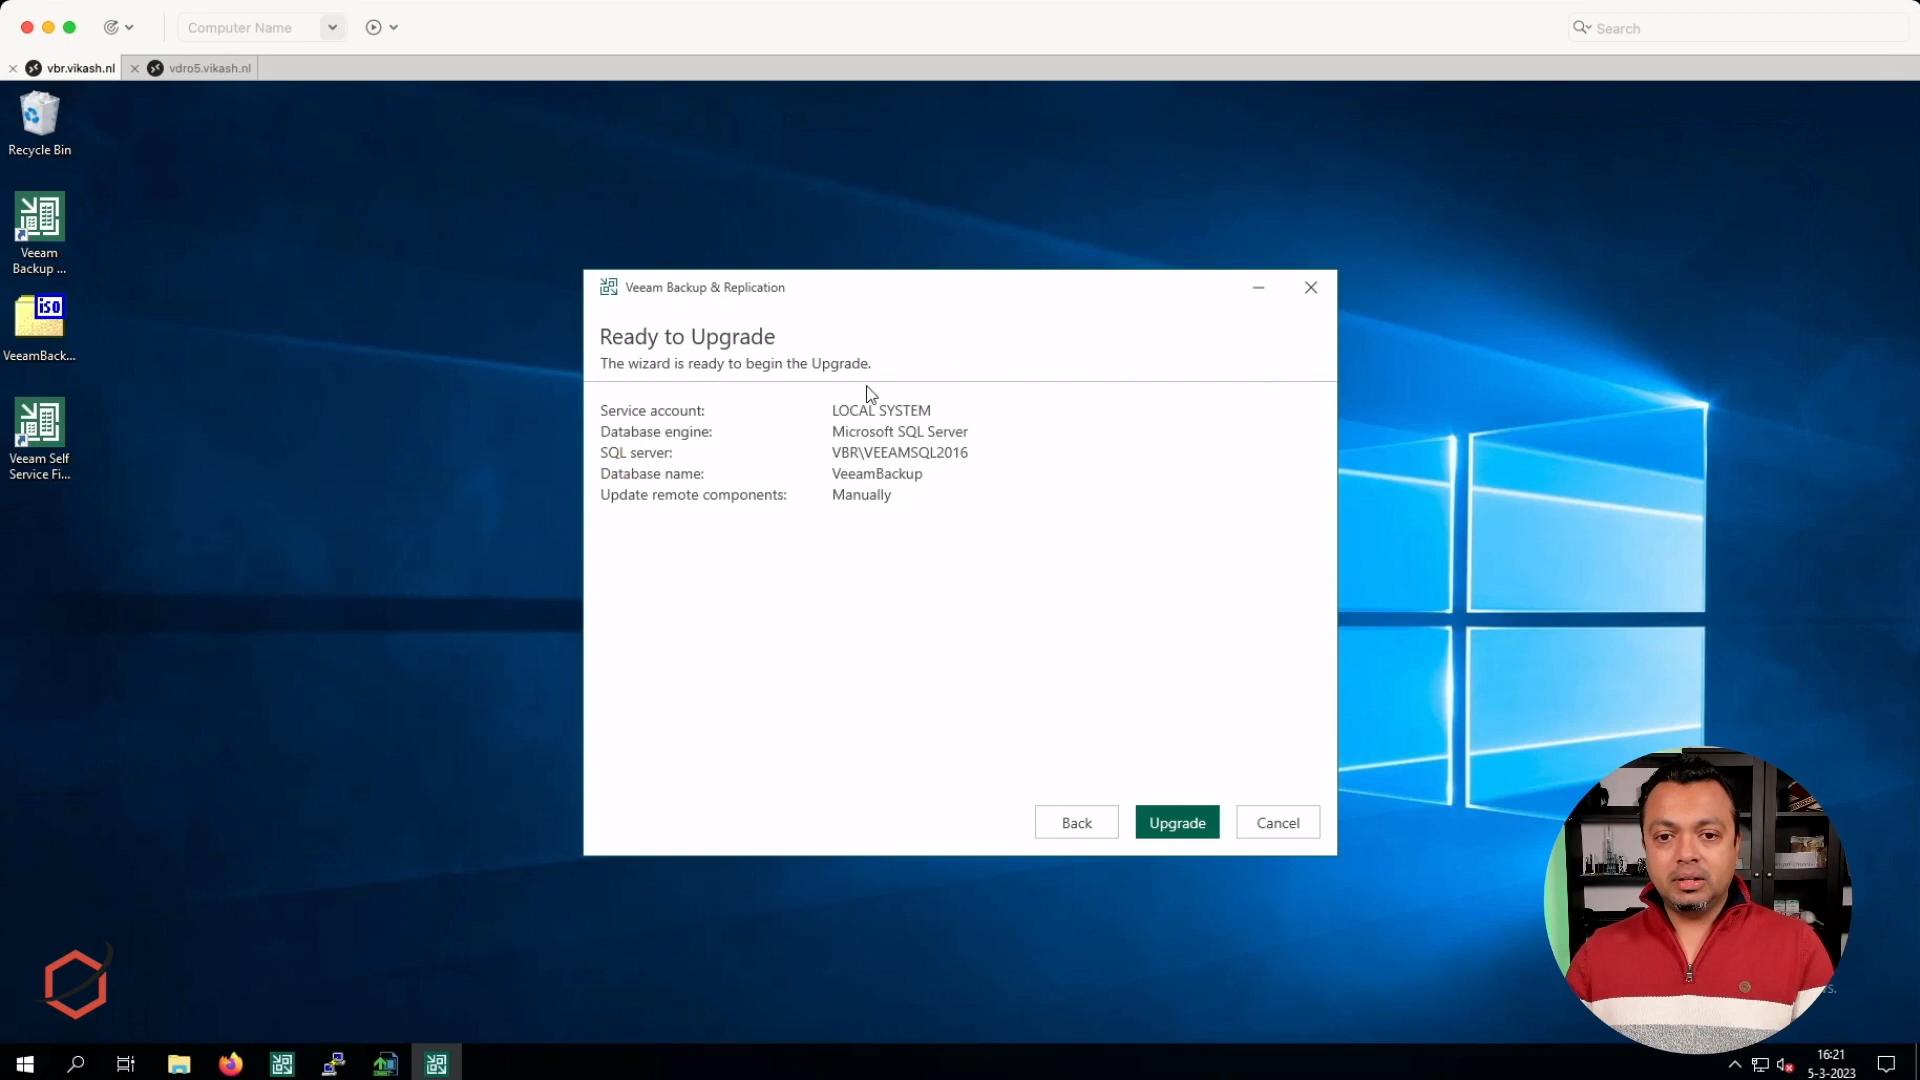 Computer Name
Search
vbr.vikash.nl
vdro5.vikash.nl
Recycle Bin
Veeam
Backup ...
ISO
VeeamBack...
Veeam Self
Service Fi...
Veeam Backup & Replication
Ready to Upgrade
The wizard is ready to begin the Upgrade.
Service account: LOCAL SYSTEM
Database engine: Microsoft SQL Server
SQL server: VBR\VEEAMSQL2016
Database name: VeeamBackup
Update remote components: Manually
Back
Upgrade
Cancel
16:21
5-3-2023